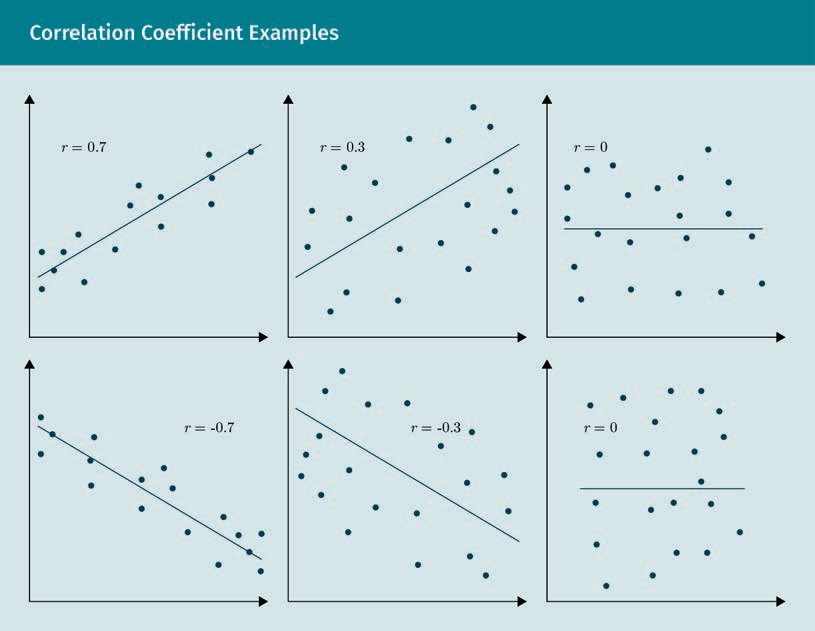 Correlation Coefficient Examples
r = 0.7
r = 0.3
r = 0
r = -0.7
r = -0.3
r = 0